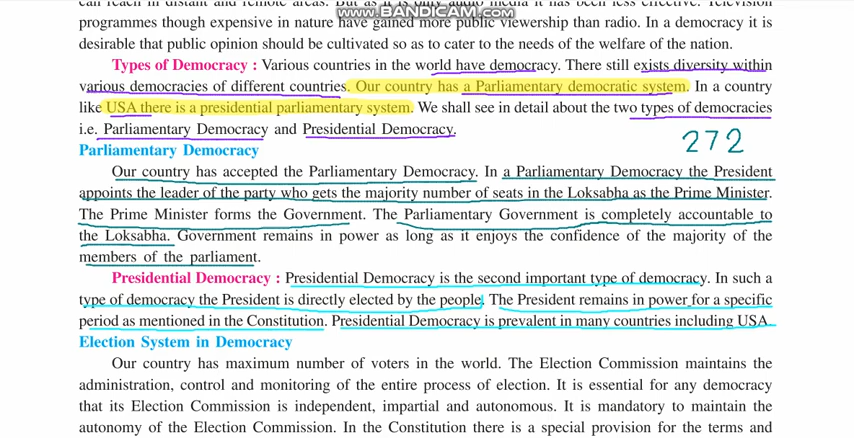 can reach in distant and remote areas. But as it is only audio media it has been less effective. Television
www.BANDICAM.com
programmes though expensive in nature have gained more public viewership than radio. In a democracy it is
desirable that public opinion should be cultivated so as to cater to the needs of the welfare of the nation.
Types of Democracy : Various countries in the world have democracy. There still exists diversity within
various democracies of different countries. Our country has a Parliamentary democratic system. In a country
like USA there is a presidential parliamentary system. We shall see in detail about the two types of democracies
i.e. Parliamentary Democracy and Presidential Democracy.
272
Parliamentary Democracy
Our country has accepted the Parliamentary Democracy. In a Parliamentary Democracy the President
appoints the leader of the party who gets the majority number of seats in the Loksabha as the Prime Minister.
The Prime Minister forms the Government. The Parliamentary Government is completely accountable to
the Loksabha. Government remains in power as long as it enjoys the confidence of the majority of the
members of the parliament.
Presidential Democracy : Presidential Democracy is the second important type of democracy. In such a
type of democracy the President is directly elected by the people. The President remains in power for a specific
period as mentioned in the Constitution. Presidential Democracy is prevalent in many countries including USA.
Election System in Democracy
Our country has maximum number of voters in the world. The Election Commission maintains the
administration, control and monitoring of the entire process of election. It is essential for any democracy
that its Election Commission is independent, impartial and autonomous. It is mandatory to maintain the
autonomy of the Election Commission. In the Constitution there is a special provision for the terms and